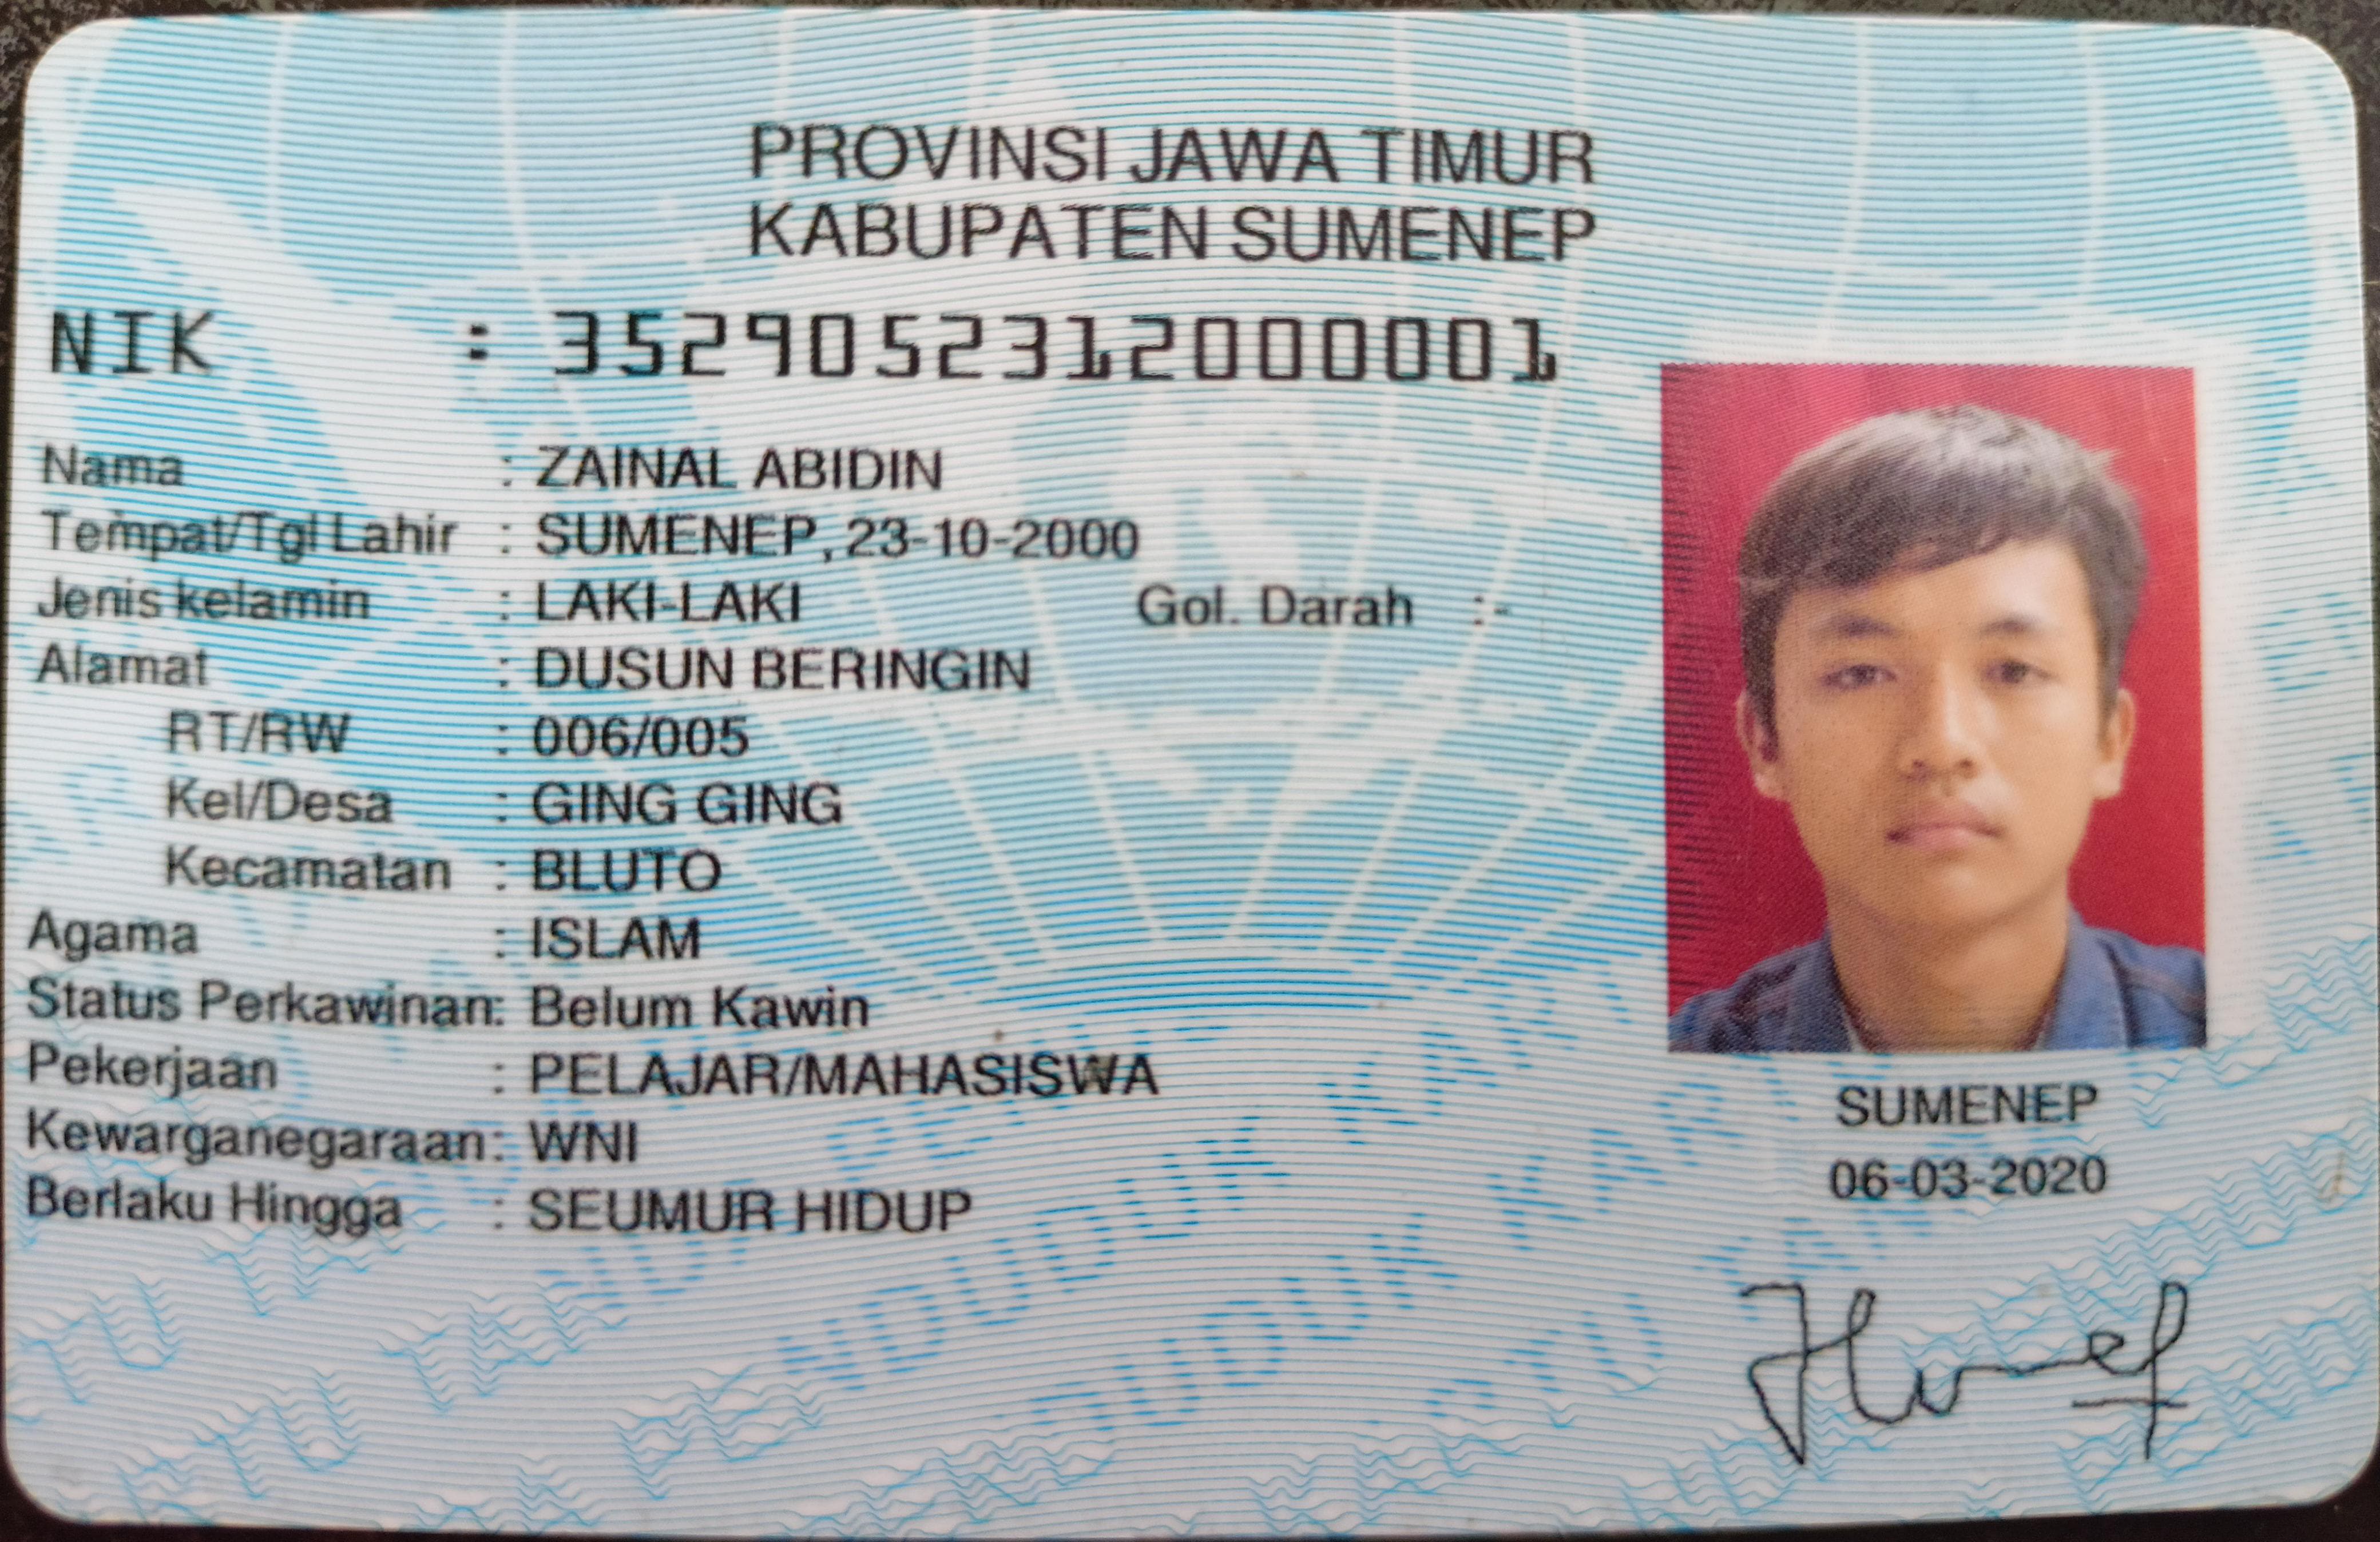 PROVINSI JAWA TIMUR
KABUPATEN SUMENEP
NIK : 3529052312000001
Nama : ZAINAL ABIDIN
Tempat/Tgl Lahir : SUMENEP, 23-10-2000
Jenis kelamin : LAKI-LAKI Gol. Darah :-
Alamat : DUSUN BERINGIN
RT/RW : 006/005
Kel/Desa : GING GING
Kecamatan : BLUTO
Agama : ISLAM
Status Perkawinan: Belum Kawin
Pekerjaan : PELAJAR/MAHASISWA
Kewarganegaraan: WNI
Berlaku Hingga : SEUMUR HIDUP
SUMENEP
06-03-2020